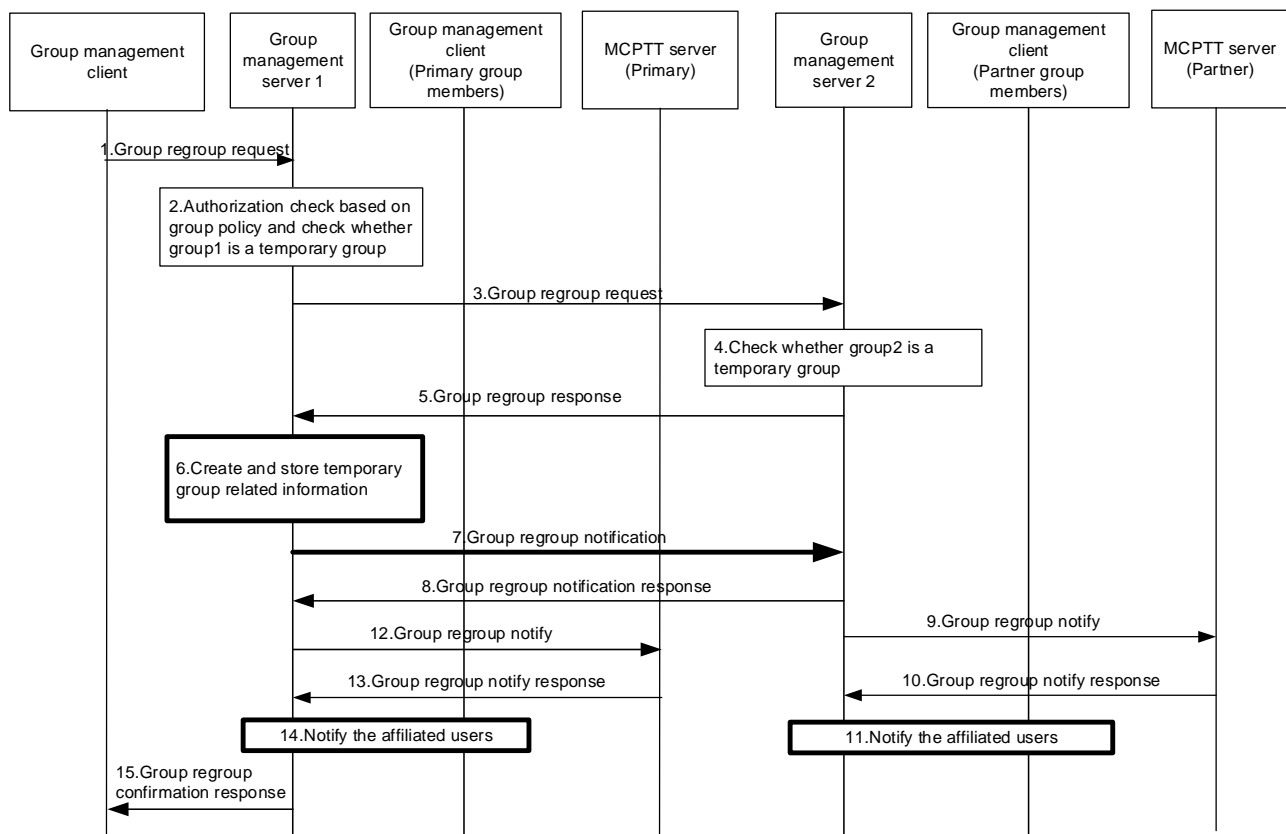 Group management
client
Group
management
server 1
Group management
client
(Primary group
members)
MCPTT server
(Primary)
Group
management
server 2
Group management
client
(Partner group
members)
MCPTT server
(Partner)
1.Group regroup request
2.Authorization check based on
group policy and check whether
group1 is a temporary group
3.Group regroup request
4.Check whether group2 is a
temporary group
5.Group regroup response
6.Create and store temporary
group related information
7.Group regroup notification
8.Group regroup notification response
12.Group regroup notify
9.Group regroup notify
13.Group regroup notify response
10.Group regroup notify response
14.Notify the affiliated users
11.Notify the affiliated users
15.Group regroup
confirmation response